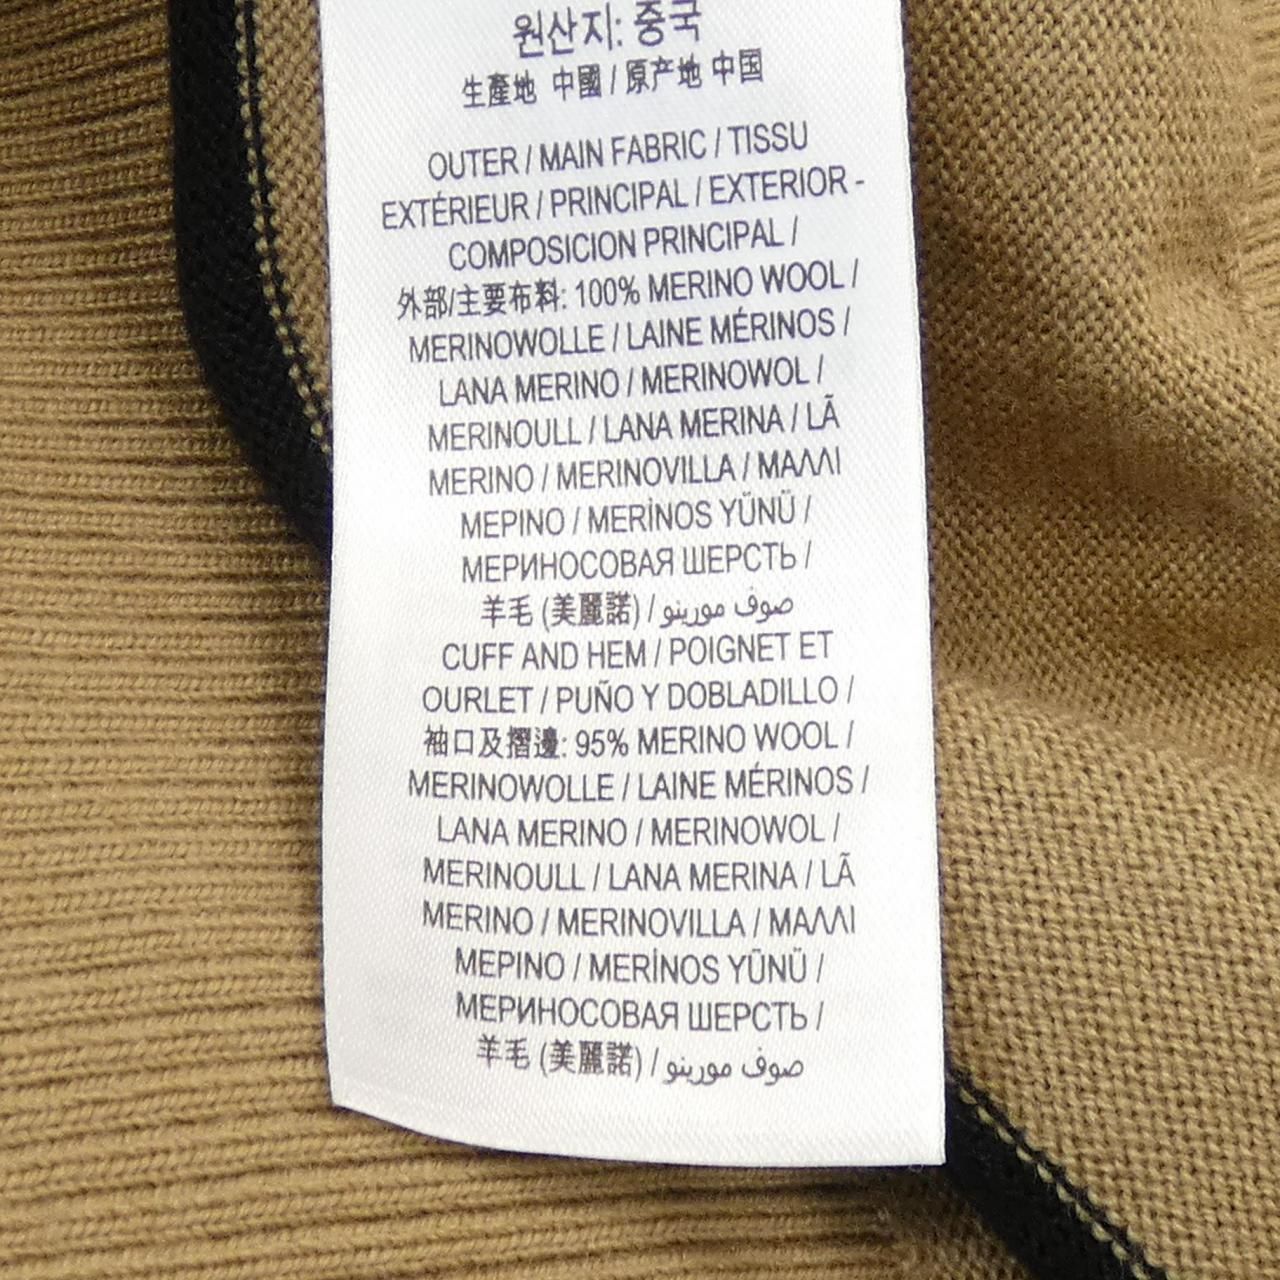 원산지: 중국
生產地 中國 / 原产地 中国
OUTER / MAIN FABRIC / TISSU
EXTÉRIEUR / PRINCIPAL / EXTERIOR -
COMPOSICION PRINCIPAL /
外部/主要布料: 100% MERINO WOOL /
MERINOWOLLE / LAINE MÉRINOS /
LANA MERINO / MERINOWOL /
MERINOULL / LANA MERINA / LÃ
MERINO / MERINOVILLA / ΜΑΛΛΙ
ΜΕΡΙΝΟ / MERİNOS YÜNÜ /
МЕРИНОСОВАЯ ШЕРСТЬ /
羊毛 (美麗諾) / صوف مورينو
CUFF AND HEM / POIGNET ET
OURLET / PUÑO Y DOBLADILLO /
袖口及摺邊: 95% MERINO WOOL /
MERINOWOLLE / LAINE MÉRINOS /
LANA MERINO / MERINOWOL /
MERINOULL / LANA MERINA / LÃ
MERINO / MERINOVILLA / ΜΑΛΛΙ
ΜΕΡΙΝΟ / MERİNOS YÜNÜ /
МЕРИНОСОВАЯ ШЕРСТЬ /
羊毛 (美麗諾) / صوف مورينو